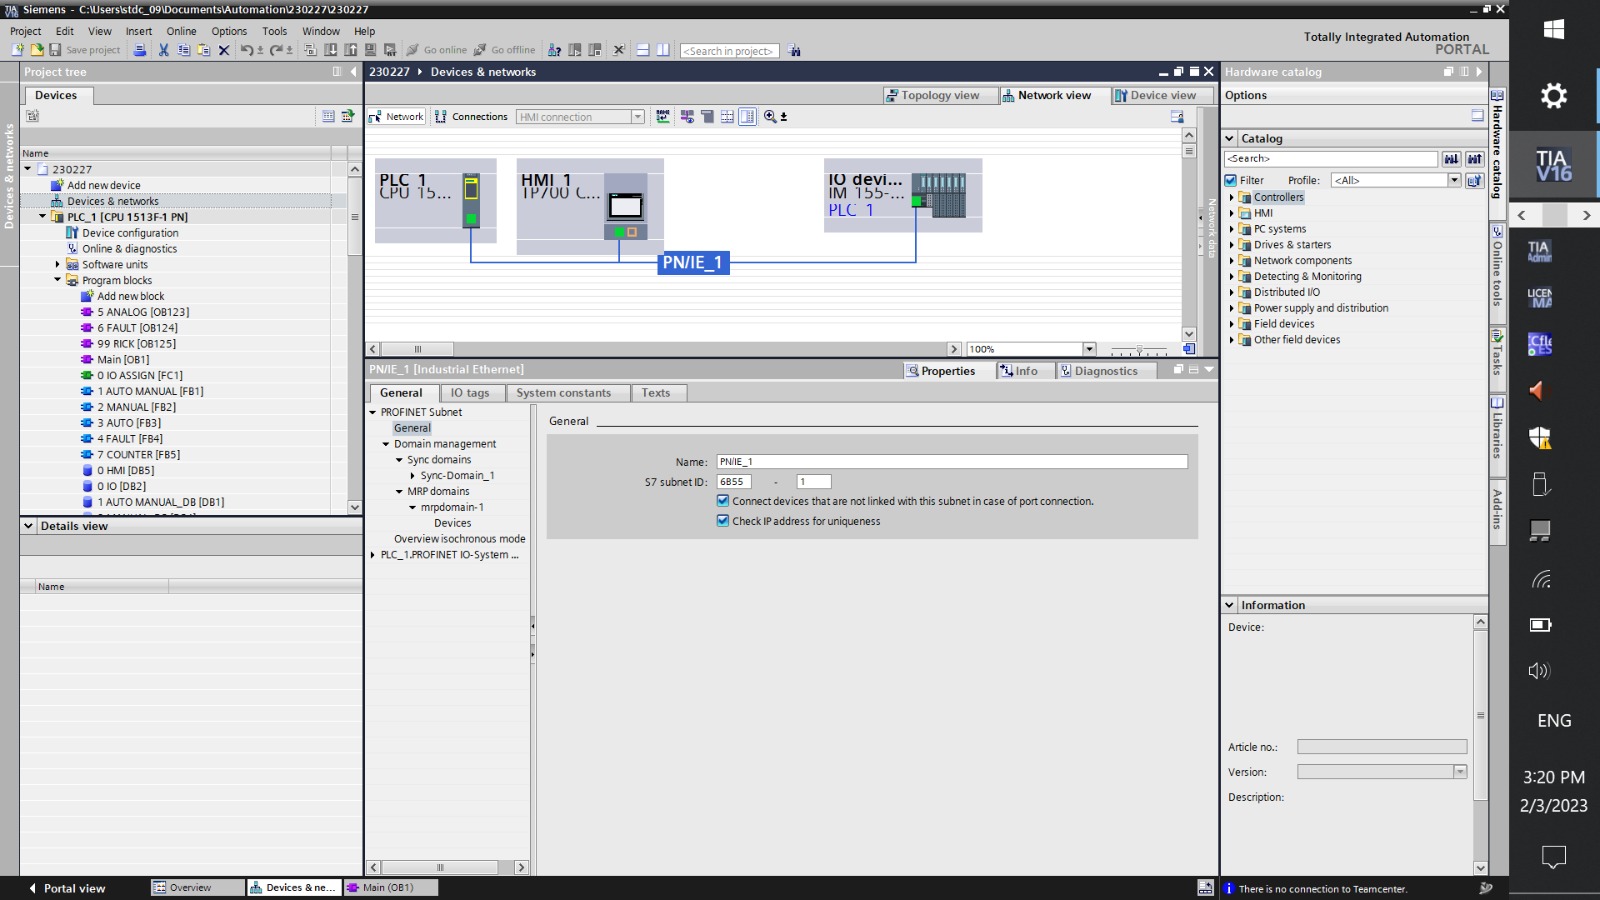 Siemens - C:\Users\stdc_09\Documents\Automation\230227\230227
Project Edit View Insert Online Options Tools Window Help
Save project
Go online
Go offline
<Search in project>
Totally Integrated Automation
PORTAL
Project tree
Devices
Devices & networks
Name
230227
Add new device
Devices & networks
PLC_1 [CPU 1513F-1 PN]
Device configuration
Online & diagnostics
Software units
Program blocks
Add new block
5 ANALOG [OB123]
6 FAULT [OB124]
99 RICK [OB125]
Main [OB1]
0 IO ASSIGN [FC1]
1 AUTO MANUAL [FB1]
2 MANUAL [FB2]
3 AUTO [FB3]
4 FAULT [FB4]
7 COUNTER [FB5]
0 HMI [DB5]
0 IO [DB2]
1 AUTO MANUAL_DB [DB1]
Details view
Name
230227 Devices & networks
Topology view
Network view
Device view
Network
Connections
HMI connection
PLC_1
CPU 15...
HMI_1
TP700 C...
IO devi...
IM 155-...
PLC_1
PN/IE_1
Network data
100%
PN/IE_1 [Industrial Ethernet]
Properties
Info
Diagnostics
General
IO tags
System constants
Texts
PROFINET Subnet
General
Domain management
Sync domains
Sync-Domain_1
MRP domains
mrpdomain-1
Devices
Overview isochronous mode
PLC_1.PROFINET IO-System ...
General
Name: PN/IE_1
S7 subnet ID: 6B55 - 1
Connect devices that are not linked with this subnet in case of port connection.
Check IP address for uniqueness
Hardware catalog
Options
Catalog
<Search>
Filter
Profile: <All>
Controllers
HMI
PC systems
Drives & starters
Network components
Detecting & Monitoring
Distributed I/O
Power supply and distribution
Field devices
Other field devices
Information
Device:
Article no.:
Version:
Description:
Hardware catalog
Online tools
Tasks
Libraries
Add-ins
Portal view
Overview
Devices & ne...
Main (OB1)
There is no connection to Teamcenter.
TIA
V16
TIA
Admin
ENG
3:20 PM
2/3/2023